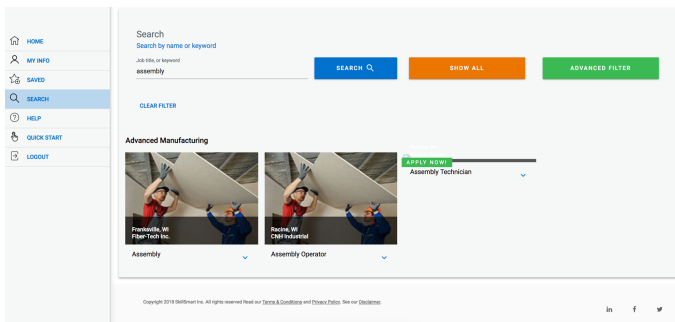 HOME
MY INFO
SAVED
SEARCH
HELP
QUICK START
LOGOUT
Search
Search by name or keyword
Job title, or keyword
assembly
SEARCH
SHOW ALL
ADVANCED FILTER
CLEAR FILTER
Advanced Manufacturing
Franksville, WI
Fiber-Tech Inc.
Assembly
Racine, WI
CNH Industrial
Assembly Operator
APPLY NOW!
Assembly Technician
Copyright 2018 SkillSmart Inc. All rights reserved Read our Terms & Conditions and Privacy Policy. See our Disclaimer.
in f